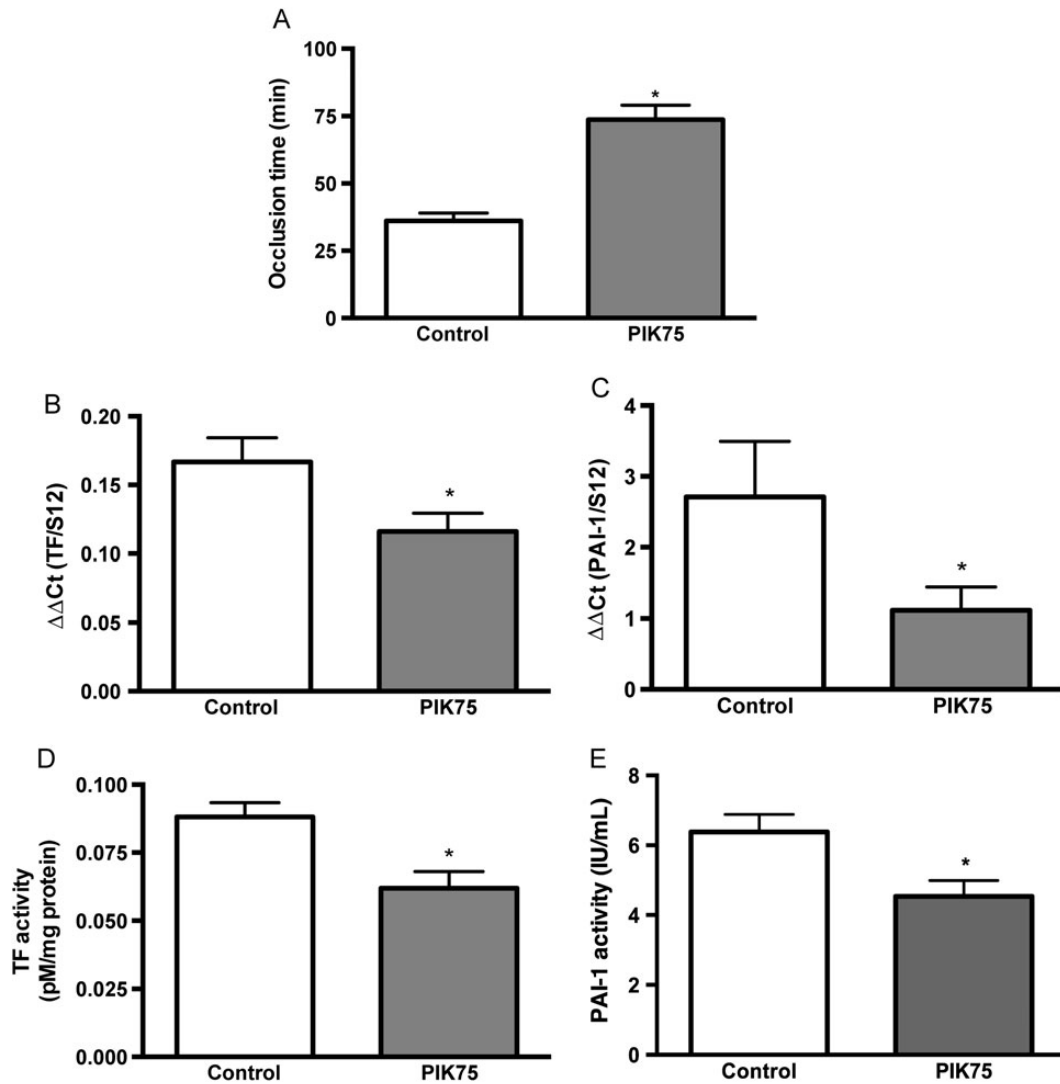 A
Occlusion time (min)
100
75
50
25
0
*
Control PIK75
B
ΔΔCt (TF/S12)
0.20
0.15
0.10
0.05
0.00
*
Control PIK75
C
ΔΔCt (PAI-1/S12)
4
3
2
1
0
*
Control PIK75
D
TF activity
(pM/mg protein)
0.100
0.075
0.050
0.025
0.000
*
Control PIK75
E
PAI-1 activity (IU/mL)
8
6
4
2
0
*
Control PIK75